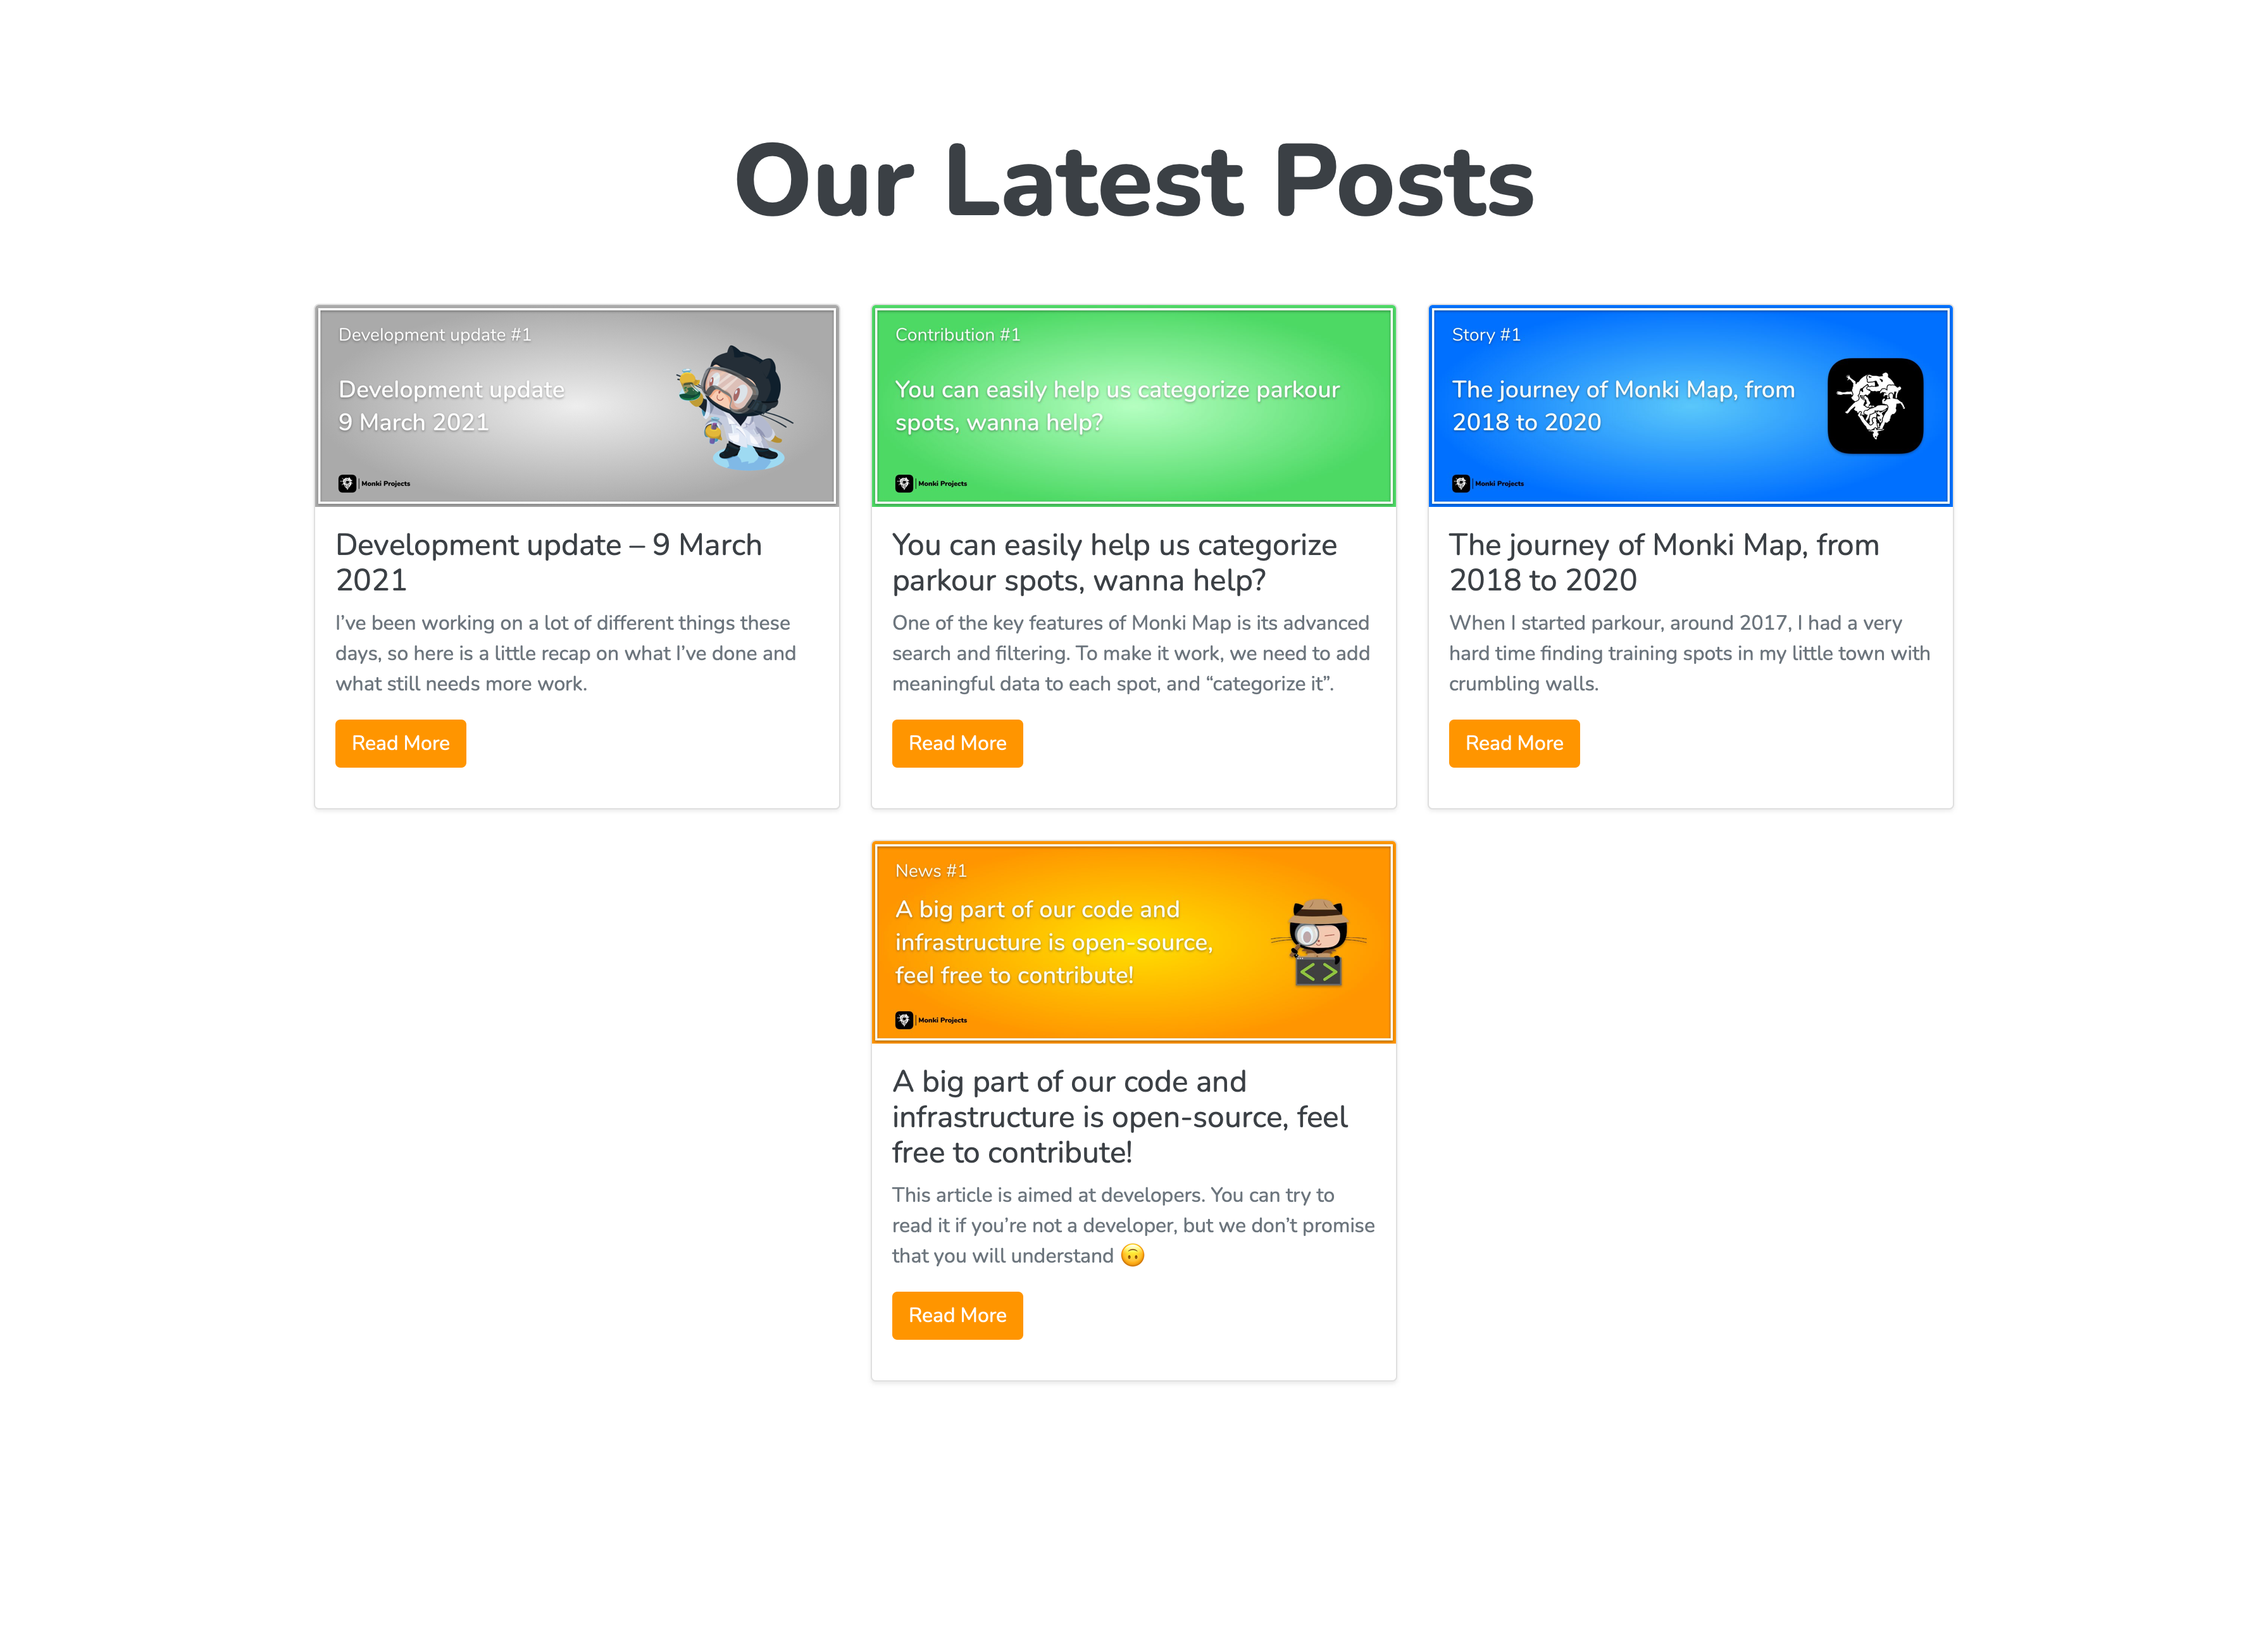 Our Latest Posts
Development update #1
Development update
9 March 2021
Monki Projects
Development update – 9 March
2021
I’ve been working on a lot of different things these
days, so here is a little recap on what I’ve done and
what still needs more work.
Read More
Contribution #1
You can easily help us categorize parkour
spots, wanna help?
Monki Projects
You can easily help us categorize
parkour spots, wanna help?
One of the key features of Monki Map is its advanced
search and filtering. To make it work, we need to add
meaningful data to each spot, and “categorize it”.
Read More
Story #1
The journey of Monki Map, from
2018 to 2020
Monki Projects
The journey of Monki Map, from
2018 to 2020
When I started parkour, around 2017, I had a very
hard time finding training spots in my little town with
crumbling walls.
Read More
News #1
A big part of our code and
infrastructure is open-source,
feel free to contribute!
< >
Monki Projects
A big part of our code and
infrastructure is open-source, feel
free to contribute!
This article is aimed at developers. You can try to
read it if you’re not a developer, but we don’t promise
that you will understand 🙃
Read More